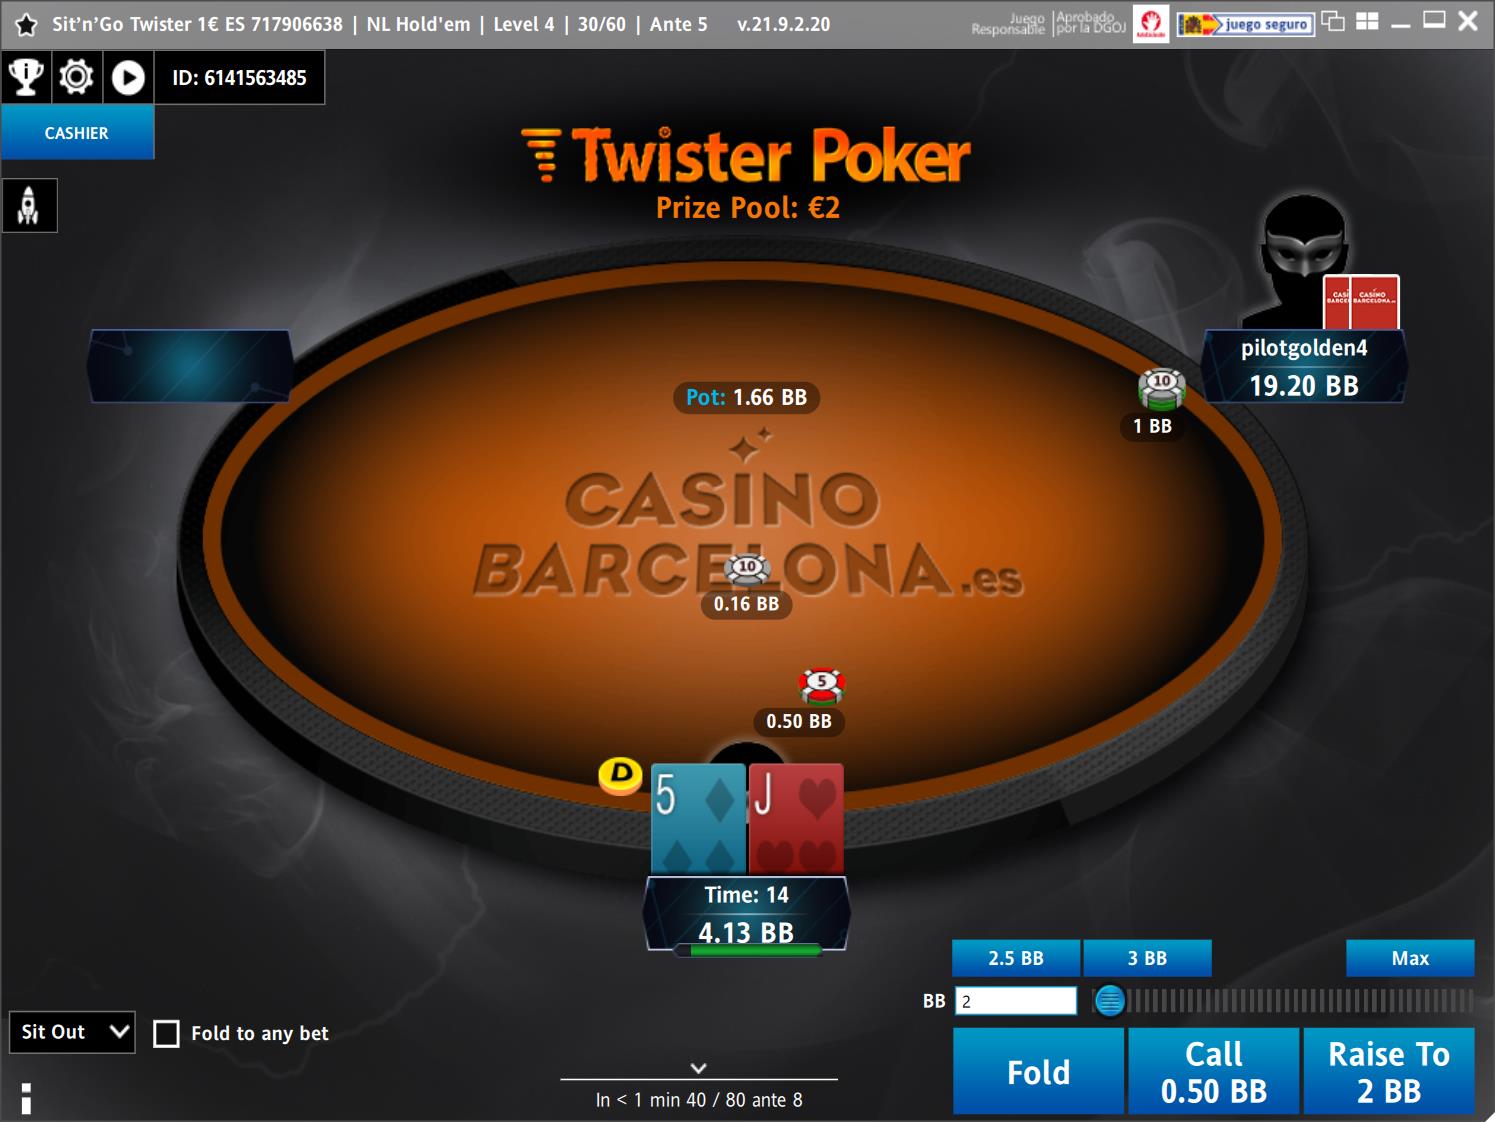 Sit'n'Go Twister 1€ ES 717906638 | NL Hold'em | Level 4 | 30/60 | Ante 5 v.21.9.2.20
Juego Responsable
Aprobado por la DGOJ
juego seguro
ID: 6141563485
CASHIER
Twister Poker
Prize Pool: €2
CASINO BARCELONA.es
pilotgolden4
19.20 BB
10
1 BB
Pot: 1.66 BB
CASINO
BARCELONA.es
10
0.16 BB
5
0.50 BB
D
5
J
Time: 14
4.13 BB
2.5 BB
3 BB
Max
BB
2
Sit Out
Fold to any bet
Fold
Call
0.50 BB
Raise To
2 BB
In < 1 min 40 / 80 ante 8